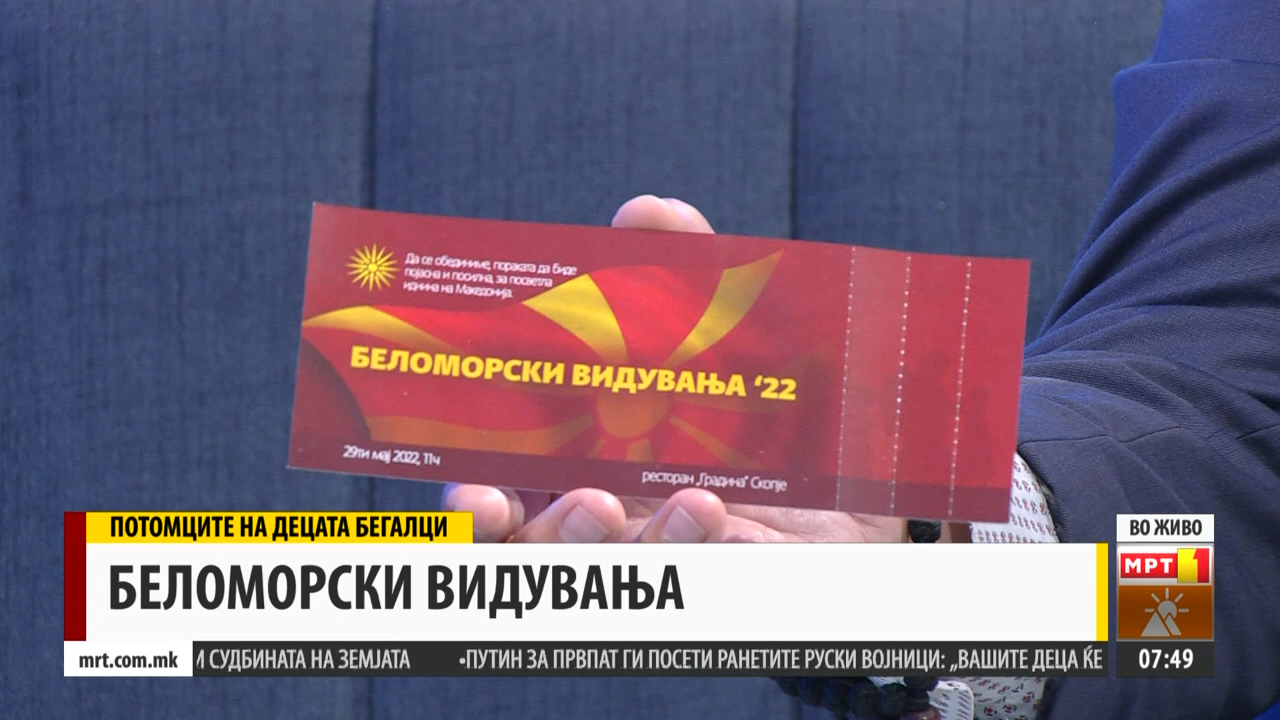 Да се обединиме, пораката да биде
појасна и посилна, за посветла
иднина на Македонија.
БЕЛОМОРСКИ ВИДУВАЊА ‘22
29ти мај 2022, 11ч
ресторан „Градина“ Скопје
ПОТОМЦИТЕ НА ДЕЦАТА БЕГАЛЦИ
БЕЛОМОРСКИ ВИДУВАЊА
ВО ЖИВО
МРТ 1
mrt.com.mk
И СУДБИНАТА НА ЗЕМЈАТА •ПУТИН ЗА ПРВПАТ ГИ ПОСЕТИ РАНЕТИТЕ РУСКИ ВОЈНИЦИ: „ВАШИТЕ ДЕЦА ЌЕ
07:49